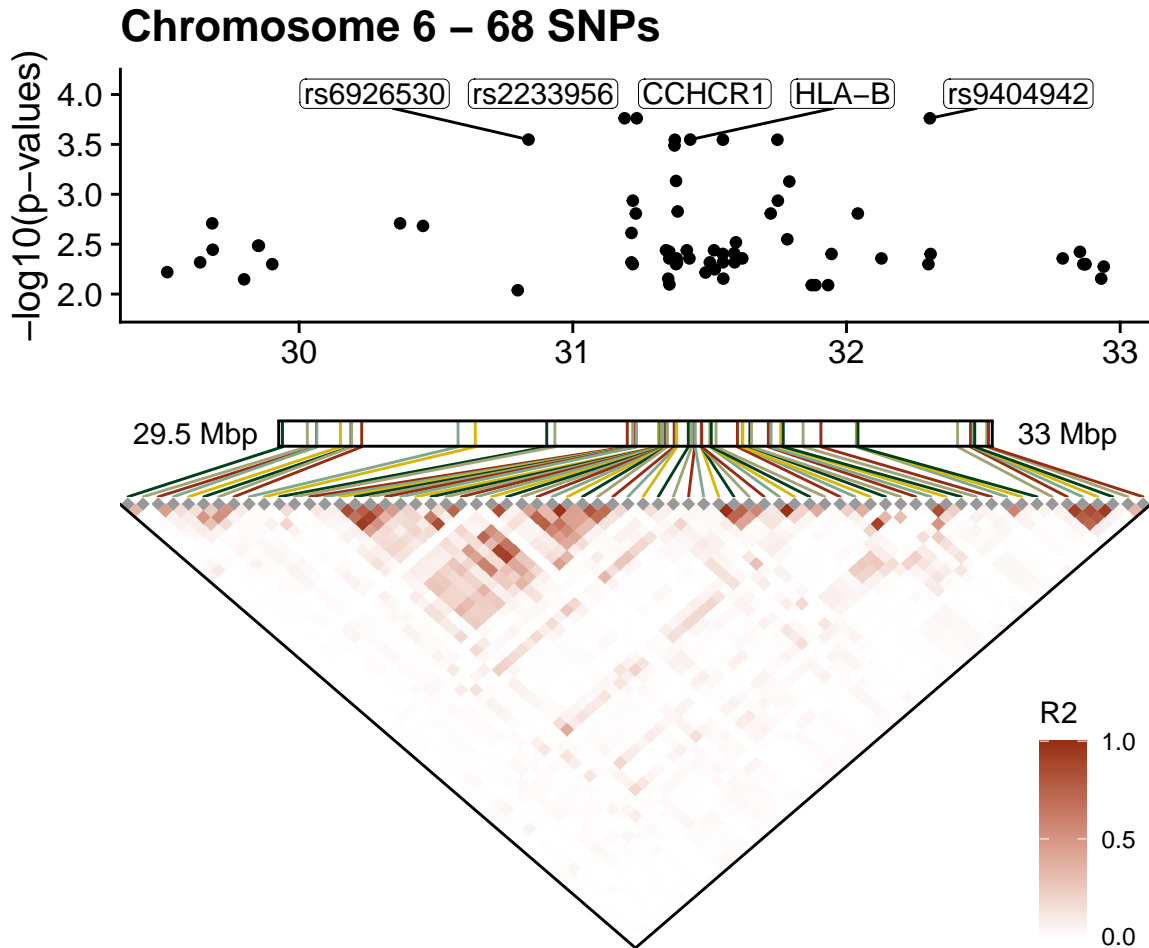 Chromosome 6 – 68 SNPs
−log10(p−values)
4.0
3.5
3.0
2.5
2.0
rs6926530 rs2233956 CCHCR1 HLA−B rs9404942
30 31 32 33
29.5 Mbp 33 Mbp
R2
1.0
0.5
0.0